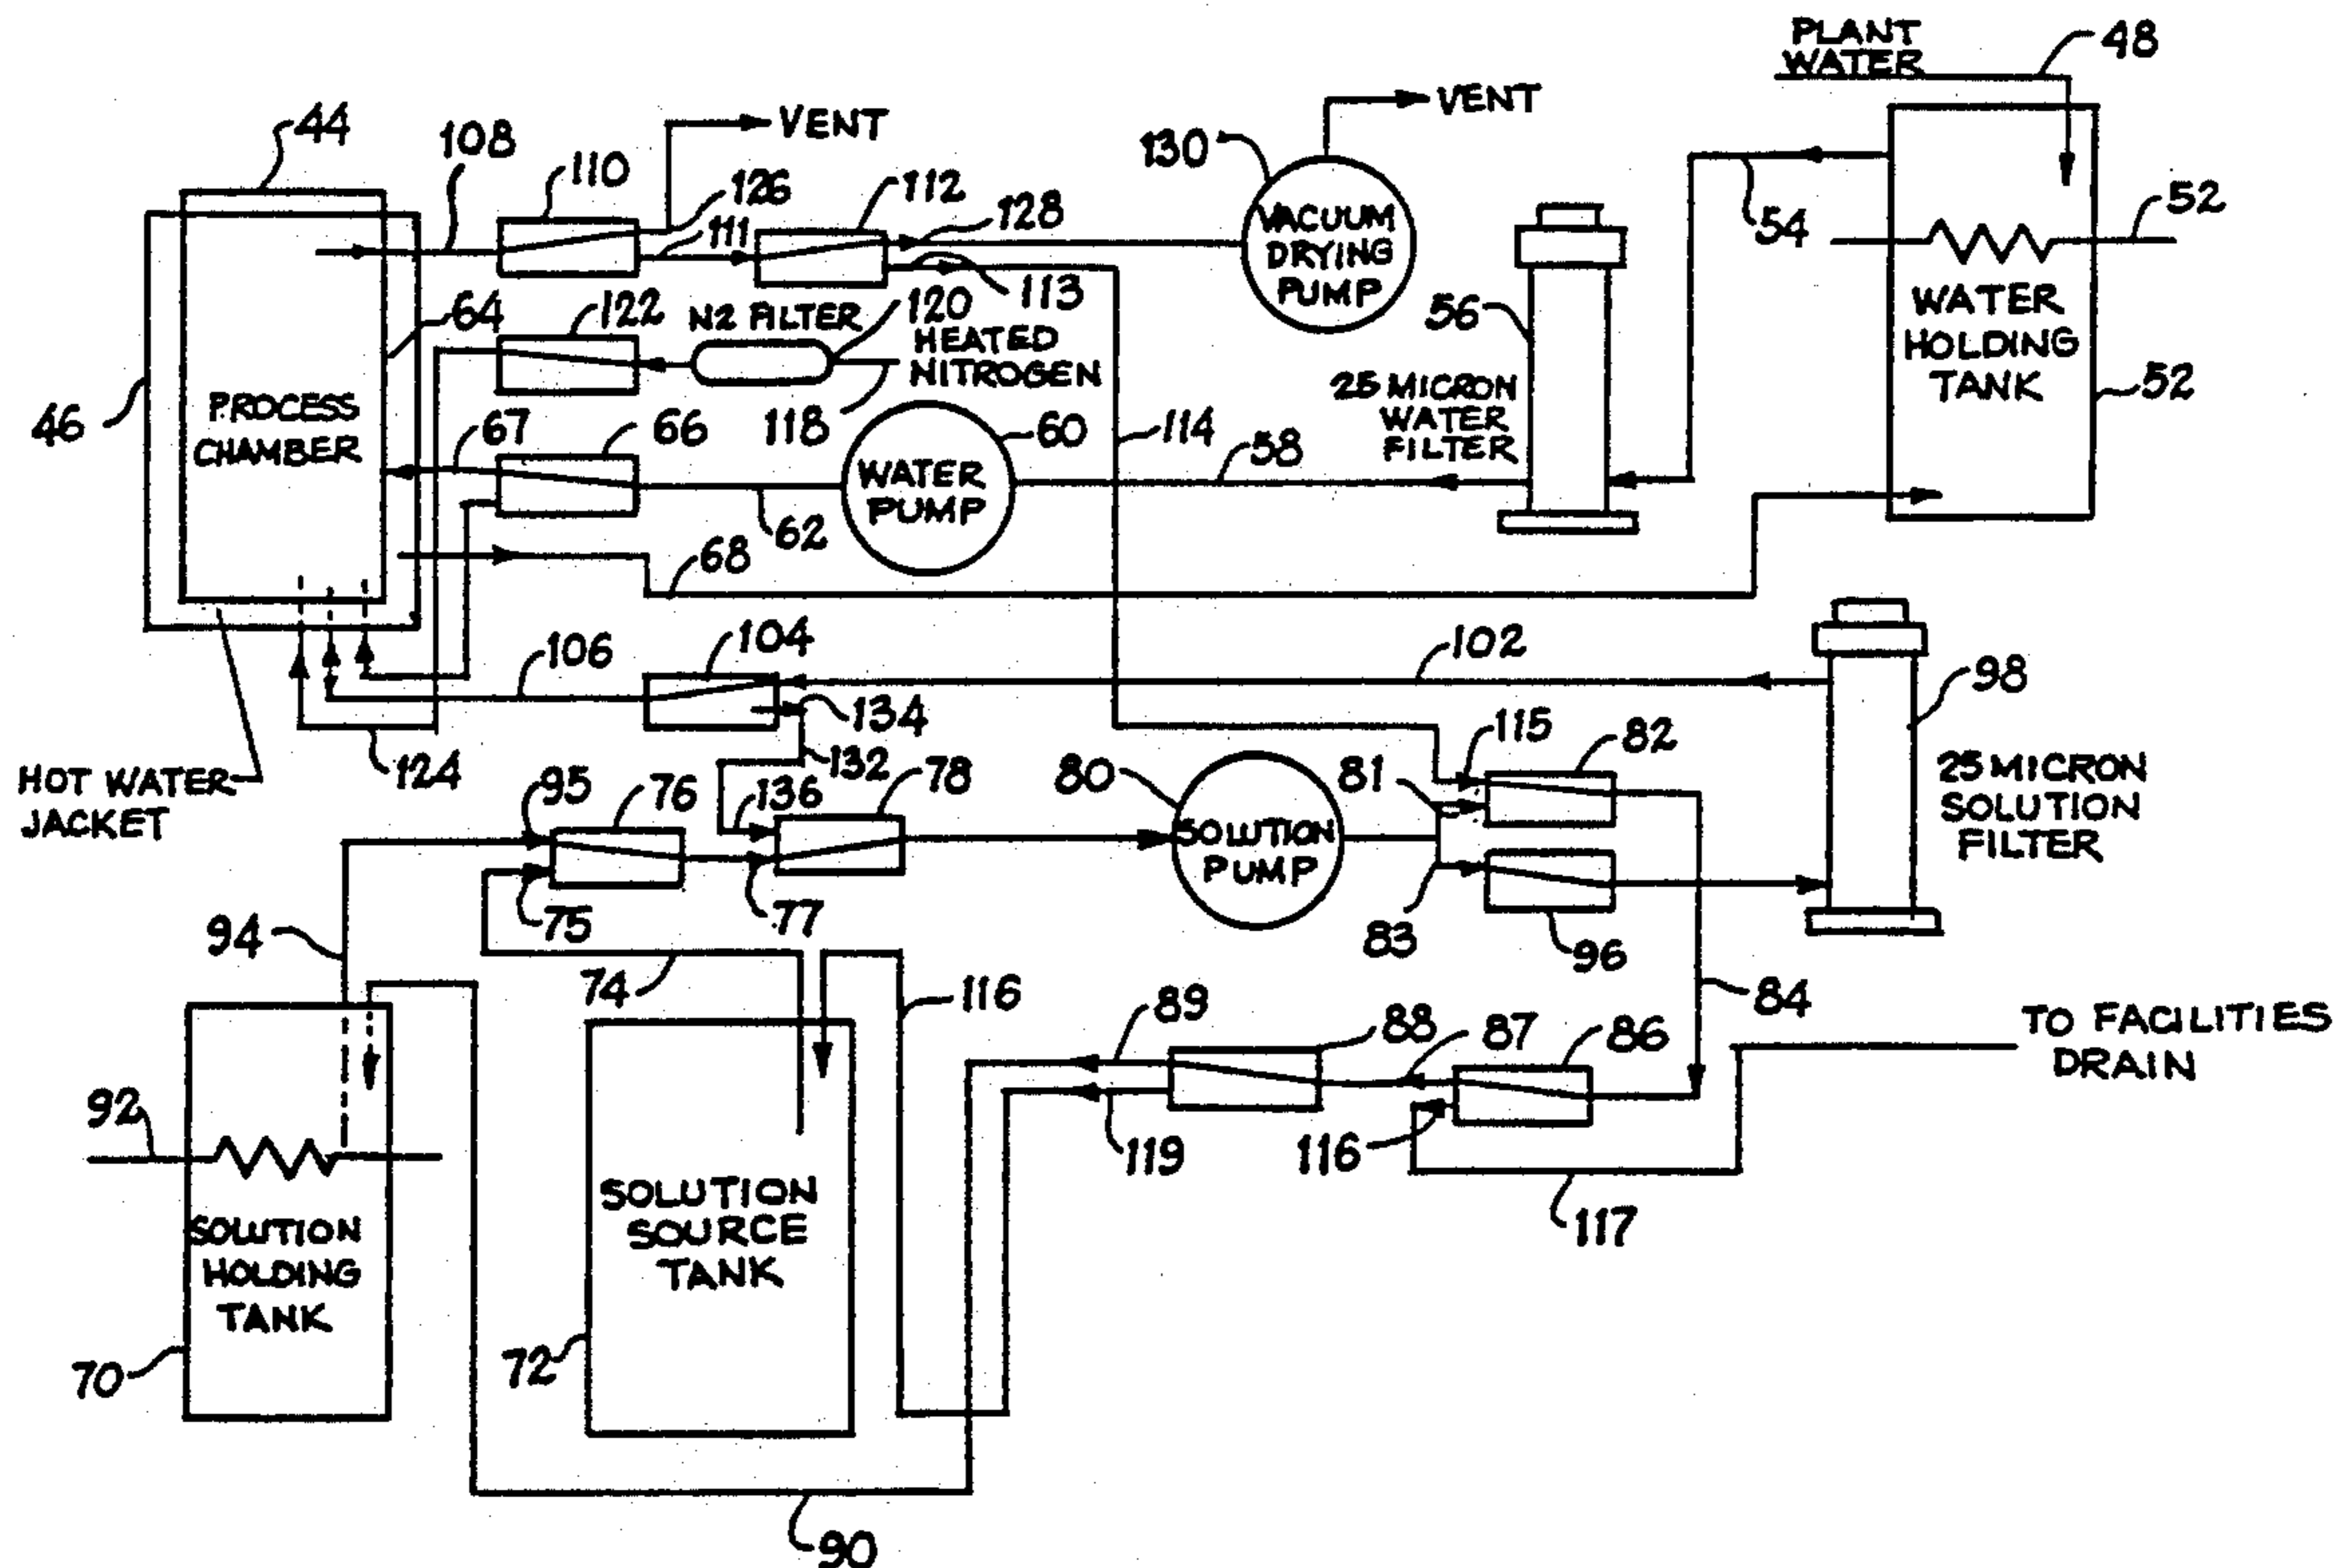 PLANT
WATER
48
44
108
110
VENT
126
111
112
128
130
VENT
VACUUM
DRYING
PUMP
113
54
52
WATER
HOLDING
TANK
52
56
25 MICRON
WATER
FILTER
64
122
N2 FILTER
120
HEATED
NITROGEN
118
46
PROCESS
CHAMBER
67
66
60
WATER
PUMP
62
58
114
68
106
104
102
98
134
132
HOT WATER
JACKET
124
95
76
136
78
80
SOLUTION
PUMP
81
115
82
25 MICRON
SOLUTION
FILTER
75
77
83
96
94
74
116
89
88
87
86
84
TO FACILITIES
DRAIN
92
119
116
117
SOLUTION
HOLDING
TANK
70
SOLUTION
SOURCE
TANK
72
90